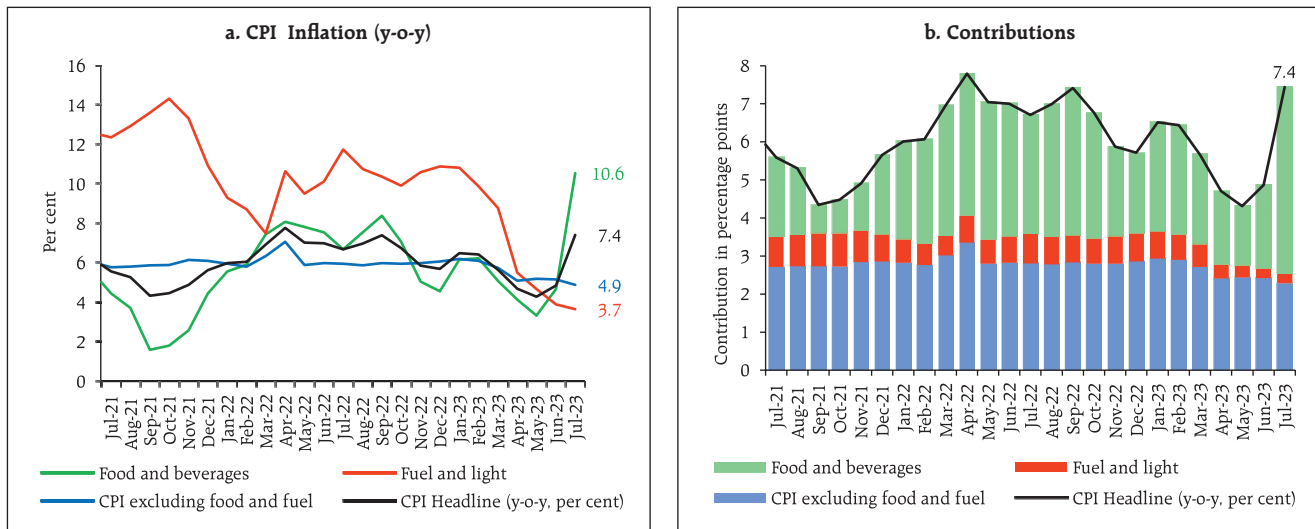 a. CPI Inflation (y-o-y)
Per cent
16
14
12
10
8
6
4
2
0
10.6
7.4
4.9
3.7
Jul-21
Aug-21
Sep-21
Oct-21
Nov-21
Dec-21
Jan-22
Feb-22
Mar-22
Apr-22
May-22
Jun-22
Jul-22
Aug-22
Sep-22
Oct-22
Nov-22
Dec-22
Jan-23
Feb-23
Mar-23
Apr-23
May-23
Jun-23
Jul-23
Food and beverages
Fuel and light
CPI excluding food and fuel
CPI Headline (y-o-y, per cent)
b. Contributions
Contribution in percentage points
8
7
6
5
4
3
2
1
0
7.4
Jul-21
Aug-21
Sep-21
Oct-21
Nov-21
Dec-21
Jan-22
Feb-22
Mar-22
Apr-22
May-22
Jun-22
Jul-22
Aug-22
Sep-22
Oct-22
Nov-22
Dec-22
Jan-23
Feb-23
Mar-23
Apr-23
May-23
Jun-23
Jul-23
Food and beverages
Fuel and light
CPI excluding food and fuel
CPI Headline (y-o-y, per cent)